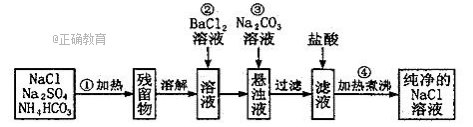 @正确教育
②
BaCl₂
溶液
③
Na₂CO₃
溶液
盐酸
NaCl
Na₂SO₄
NH₄HCO₃
①加热
残留物
溶解
溶液
悬浊液
过滤
滤液
④
加热煮沸
纯净的
NaCl
溶液